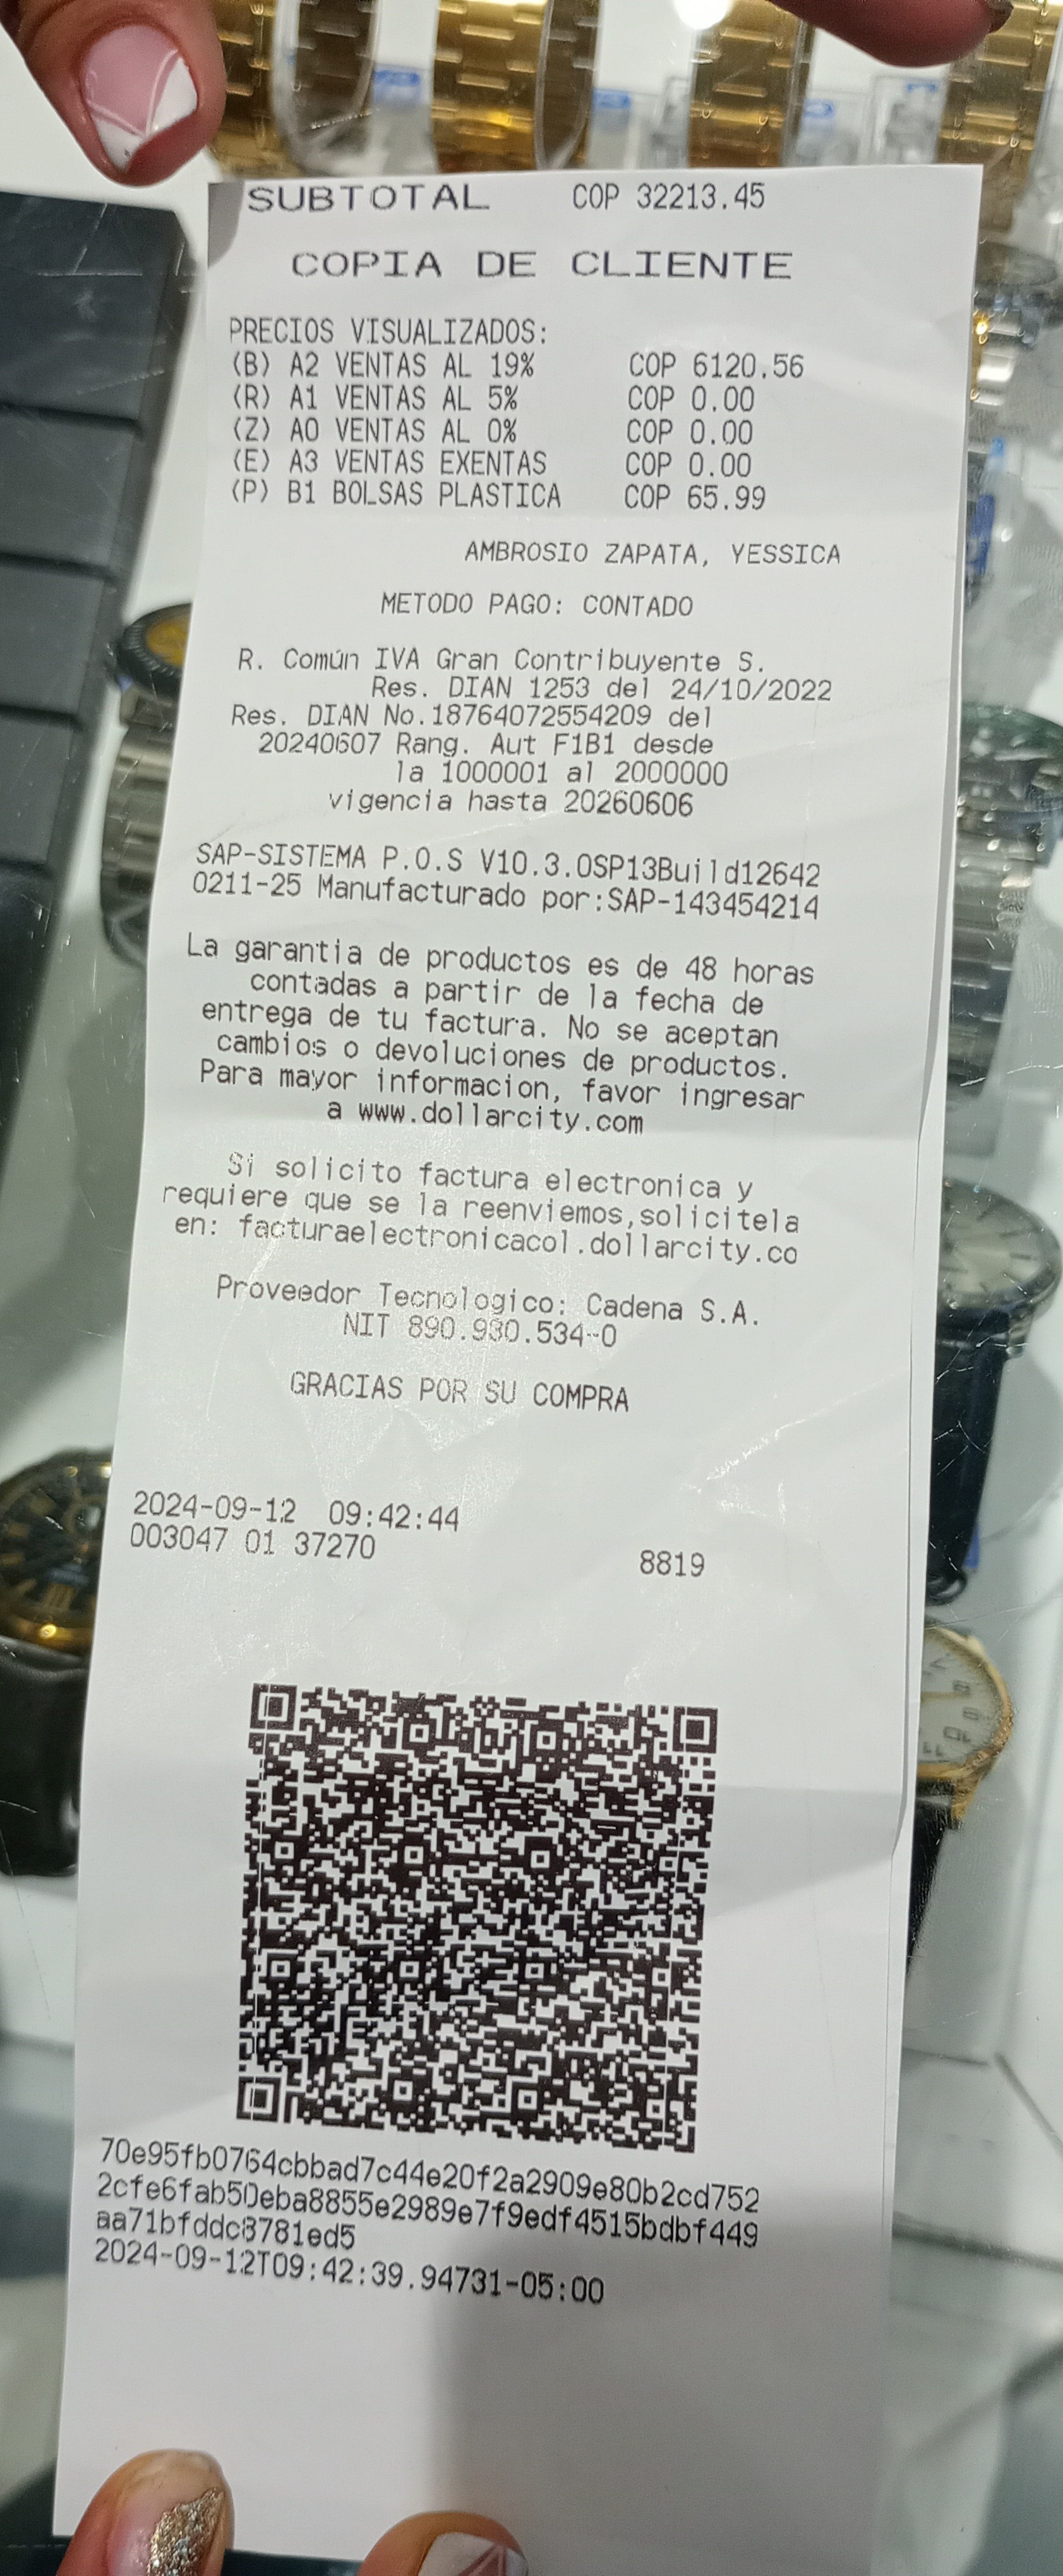 SUBTOTAL COP 32213.45
COPIA DE CLIENTE
PRECIOS VISUALIZADOS:
(B) A2 VENTAS AL 19% COP 6120.56
(R) A1 VENTAS AL 5% COP 0.00
(Z) A0 VENTAS AL 0% COP 0.00
(E) A3 VENTAS EXENTAS COP 0.00
(P) B1 BOLSAS PLASTICA COP 65.99
AMBROSIO ZAPATA, YESSICA
METODO PAGO: CONTADO
R. Común IVA Gran Contribuyente S.
Res. DIAN 1253 del 24/10/2022
Res. DIAN No.18764072554209 del
20240607 Rang. Aut F1B1 desde
la 1000001 al 2000000
vigencia hasta 20260606
SAP-SISTEMA P.O.S V10.3.0SP13Build12642
0211-25 Manufacturado por:SAP-143454214
La garantia de productos es de 48 horas
contadas a partir de la fecha de
entrega de tu factura. No se aceptan
cambios o devoluciones de productos.
Para mayor informacion, favor ingresar
a www.dollarcity.com
Si solicito factura electronica y
requiere que se la reenviemos,solicitela
en: facturaelectronicacol.dollarcity.co
Proveedor Tecnologico: Cadena S.A.
NIT 890.930.534-0
GRACIAS POR SU COMPRA
2024-09-12 09:42:44
003047 01 37270 8819
70e95fb0764cbbad7c44e20f2a2909e80b2cd752
2cfe6fab50eba8855e2989e7f9edf4515bdbf449
aa71bfddc8781ed5
2024-09-12T09:42:39.94731-05:00